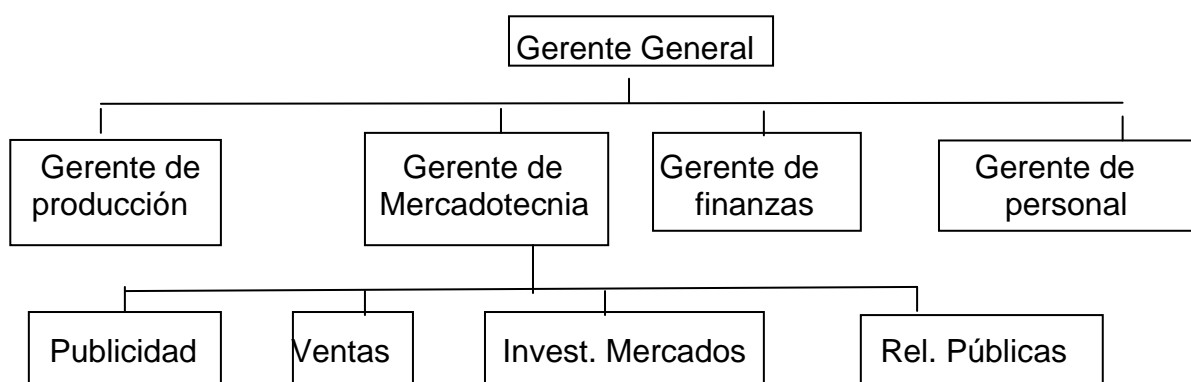 Gerente General
Gerente de
producción
Gerente de
Mercadotecnia
Gerente de
finanzas
Gerente de
personal
Publicidad
Ventas
Invest. Mercados
Rel. Públicas